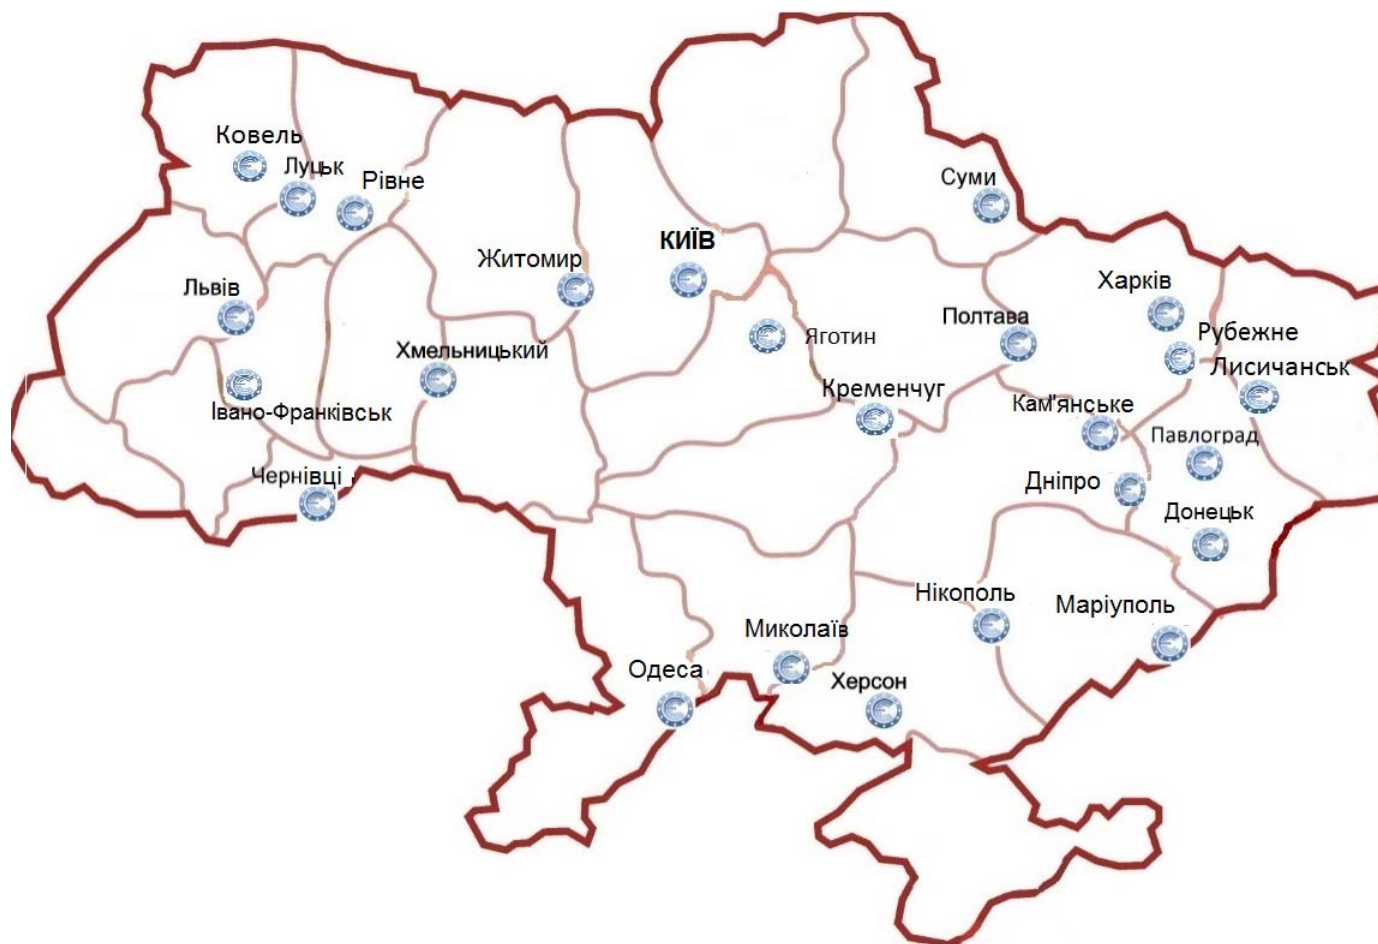 Ковель
Луцьк
Рівне
Суми
КИЇВ
Житомир
Львів
Харків
Полтава
Яготин
Рубежне
Хмельницький
Лисичанськ
Кременчуг
Івано-Франківськ
Кам'янське
Павлоград
Чернівці
Дніпро
Донецьк
Нікополь
Маріуполь
Миколаїв
Одеса
Херсон